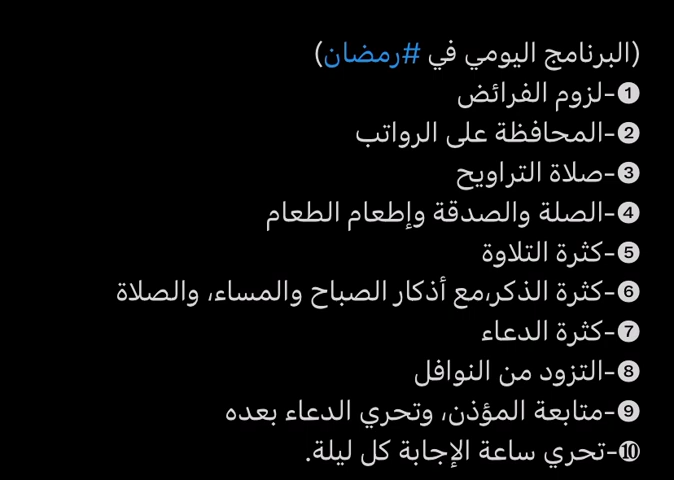 (البرنامج اليومي في #رمضان)
❶-لزوم الفرائض
❷-المحافظة على الرواتب
❸-صلاة التراويح
❹-الصلة والصدقة وإطعام الطعام
❺-كثرة التلاوة
❻-كثرة الذكر،مع أذكار الصباح والمساء، والصلاة
❼-كثرة الدعاء
❽-التزود من النوافل
❾-متابعة المؤذن، وتحري الدعاء بعده
❿-تحري ساعة الإجابة كل ليلة.